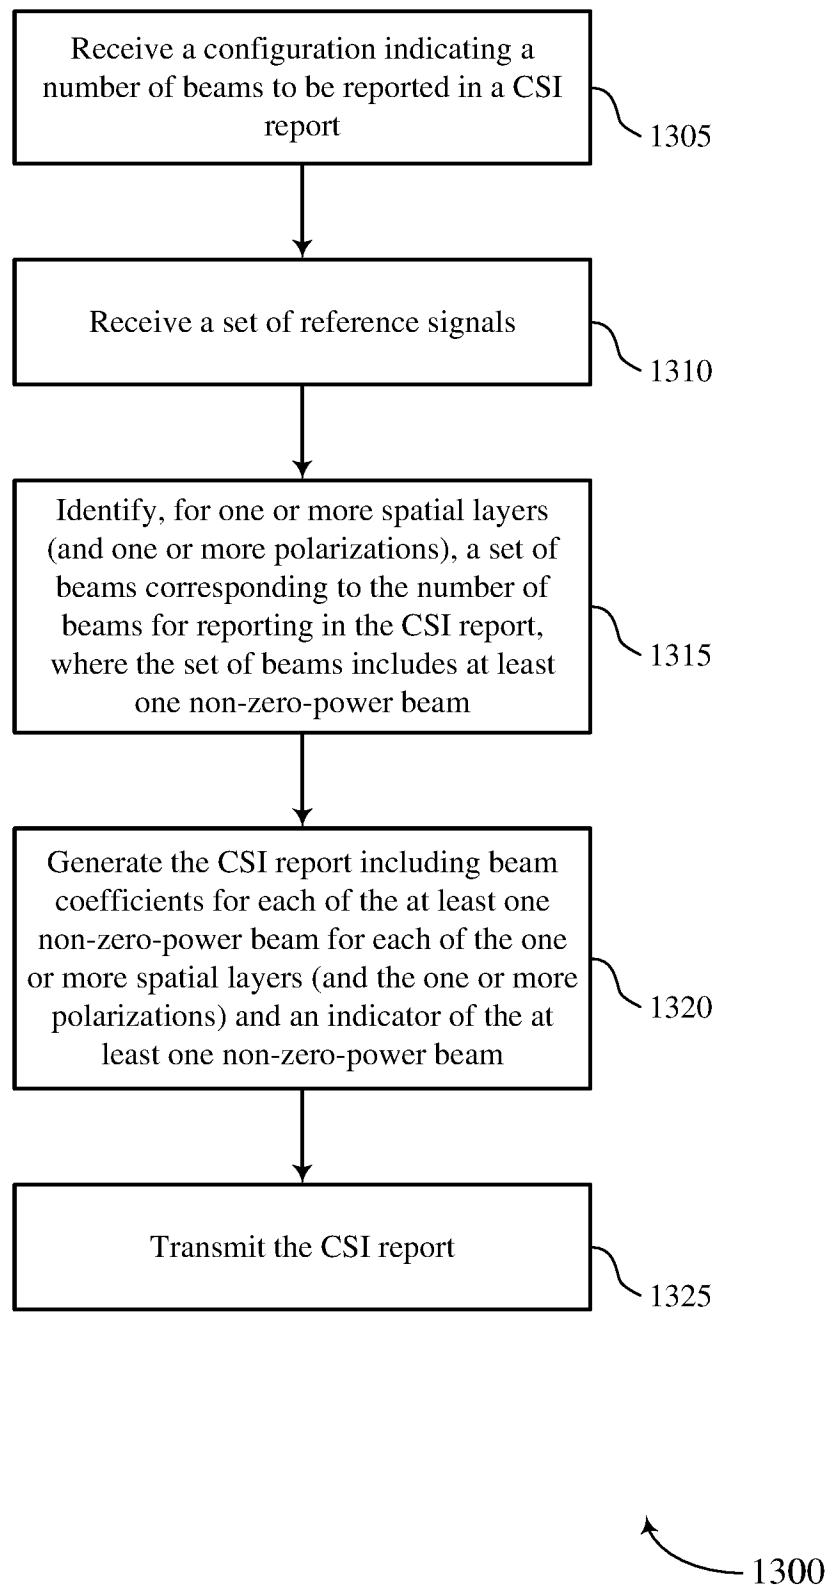 Receive a configuration indicating a
number of beams to be reported in a CSI
report
1305
Receive a set of reference signals
1310
Identify, for one or more spatial layers
(and one or more polarizations), a set of
beams corresponding to the number of
beams for reporting in the CSI report,
where the set of beams includes at least
one non-zero-power beam
1315
Generate the CSI report including beam
coefficients for each of the at least one
non-zero-power beam for each of the one
or more spatial layers (and the one or more
polarizations) and an indicator of the at
least one non-zero-power beam
1320
Transmit the CSI report
1325
1300